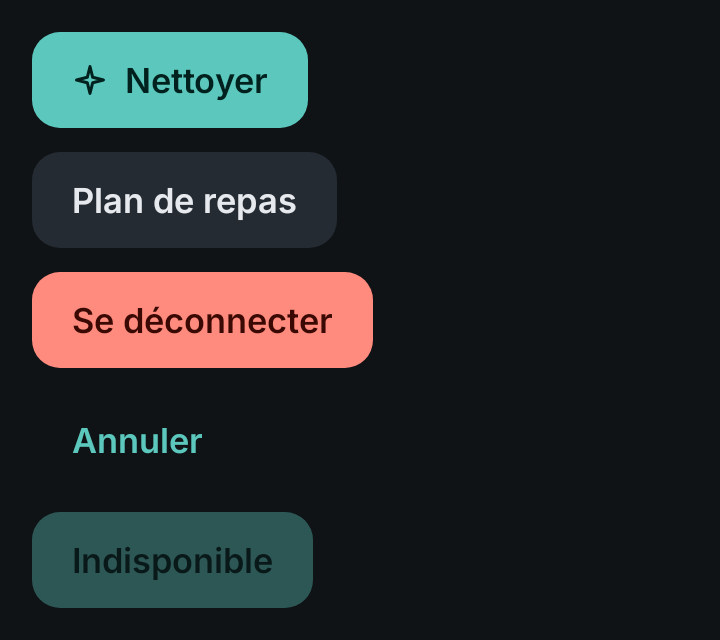 Nettoyer
Plan de repas
Se déconnecter
Annuler
Indisponible